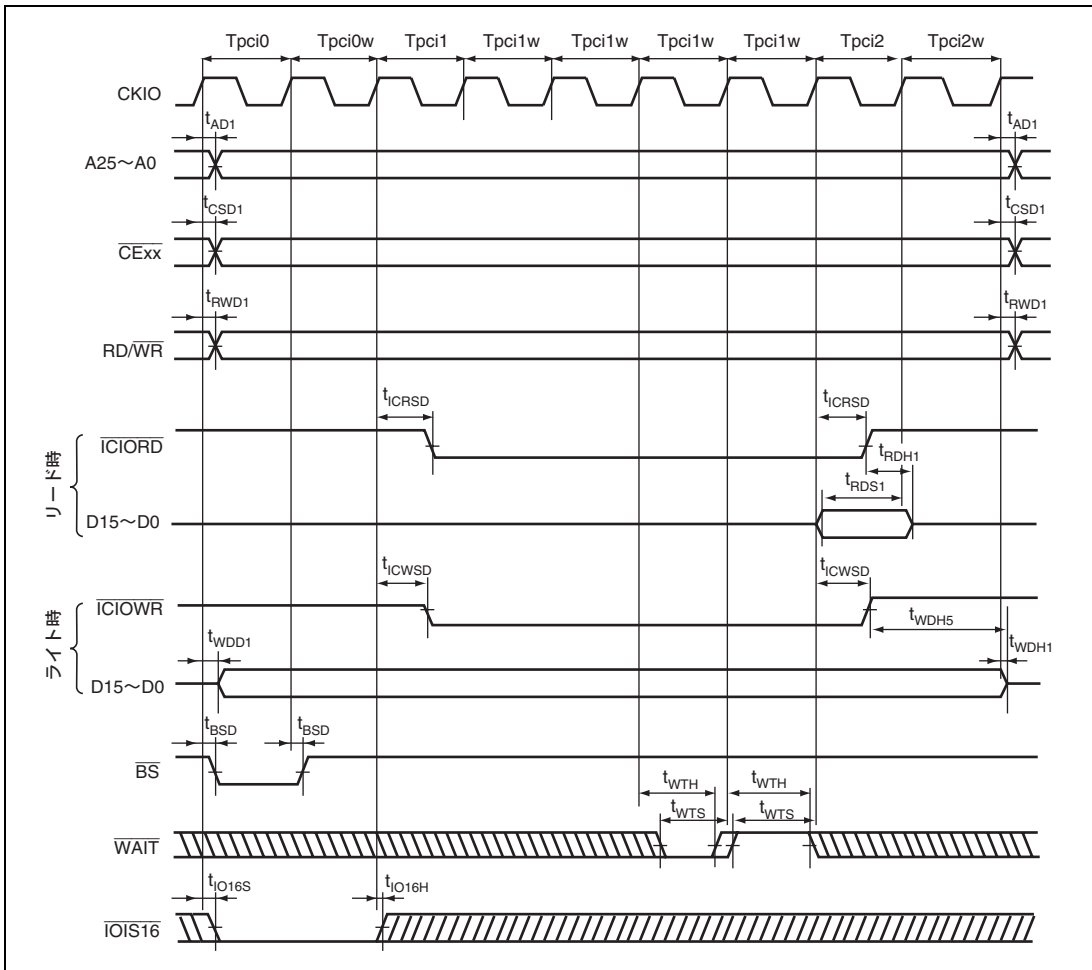 Tpci0 Tpci0w Tpci1 Tpci1w Tpci1w Tpci1w Tpci1w Tpci2 Tpci2w
CKIO
tAD1 tAD1
A25～A0
tCSD1 tCSD1
CExx
tRWD1 tRWD1
RD/WR
tICRSD tICRSD
ICIORD
tRDH1
tRDS1
リード時
D15～D0
tICWSD tICWSD
ICIOWR
tWDH5
tWDD1 tWDH1
ライト時
D15～D0
tBSD tBSD
BS
tWTH tWTH
tWTS tWTS
WAIT
tIO16S tIO16H
IOIS16